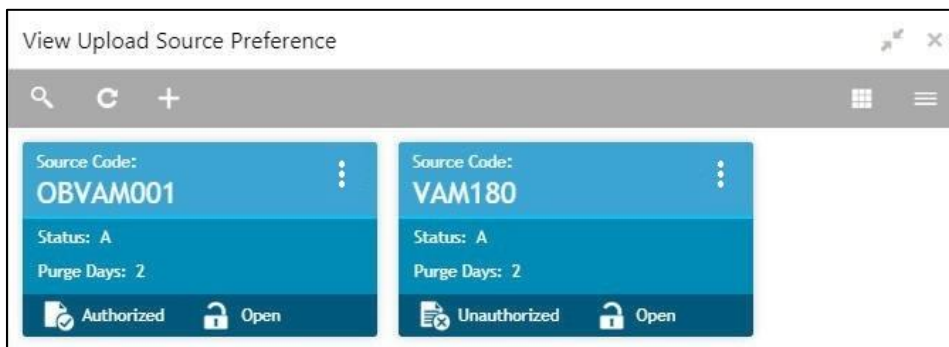 View Upload Source Preference
Source Code:
OBVAM001
Status: A
Purge Days: 2
Authorized Open
Source Code:
VAM180
Status: A
Purge Days: 2
Unauthorized Open